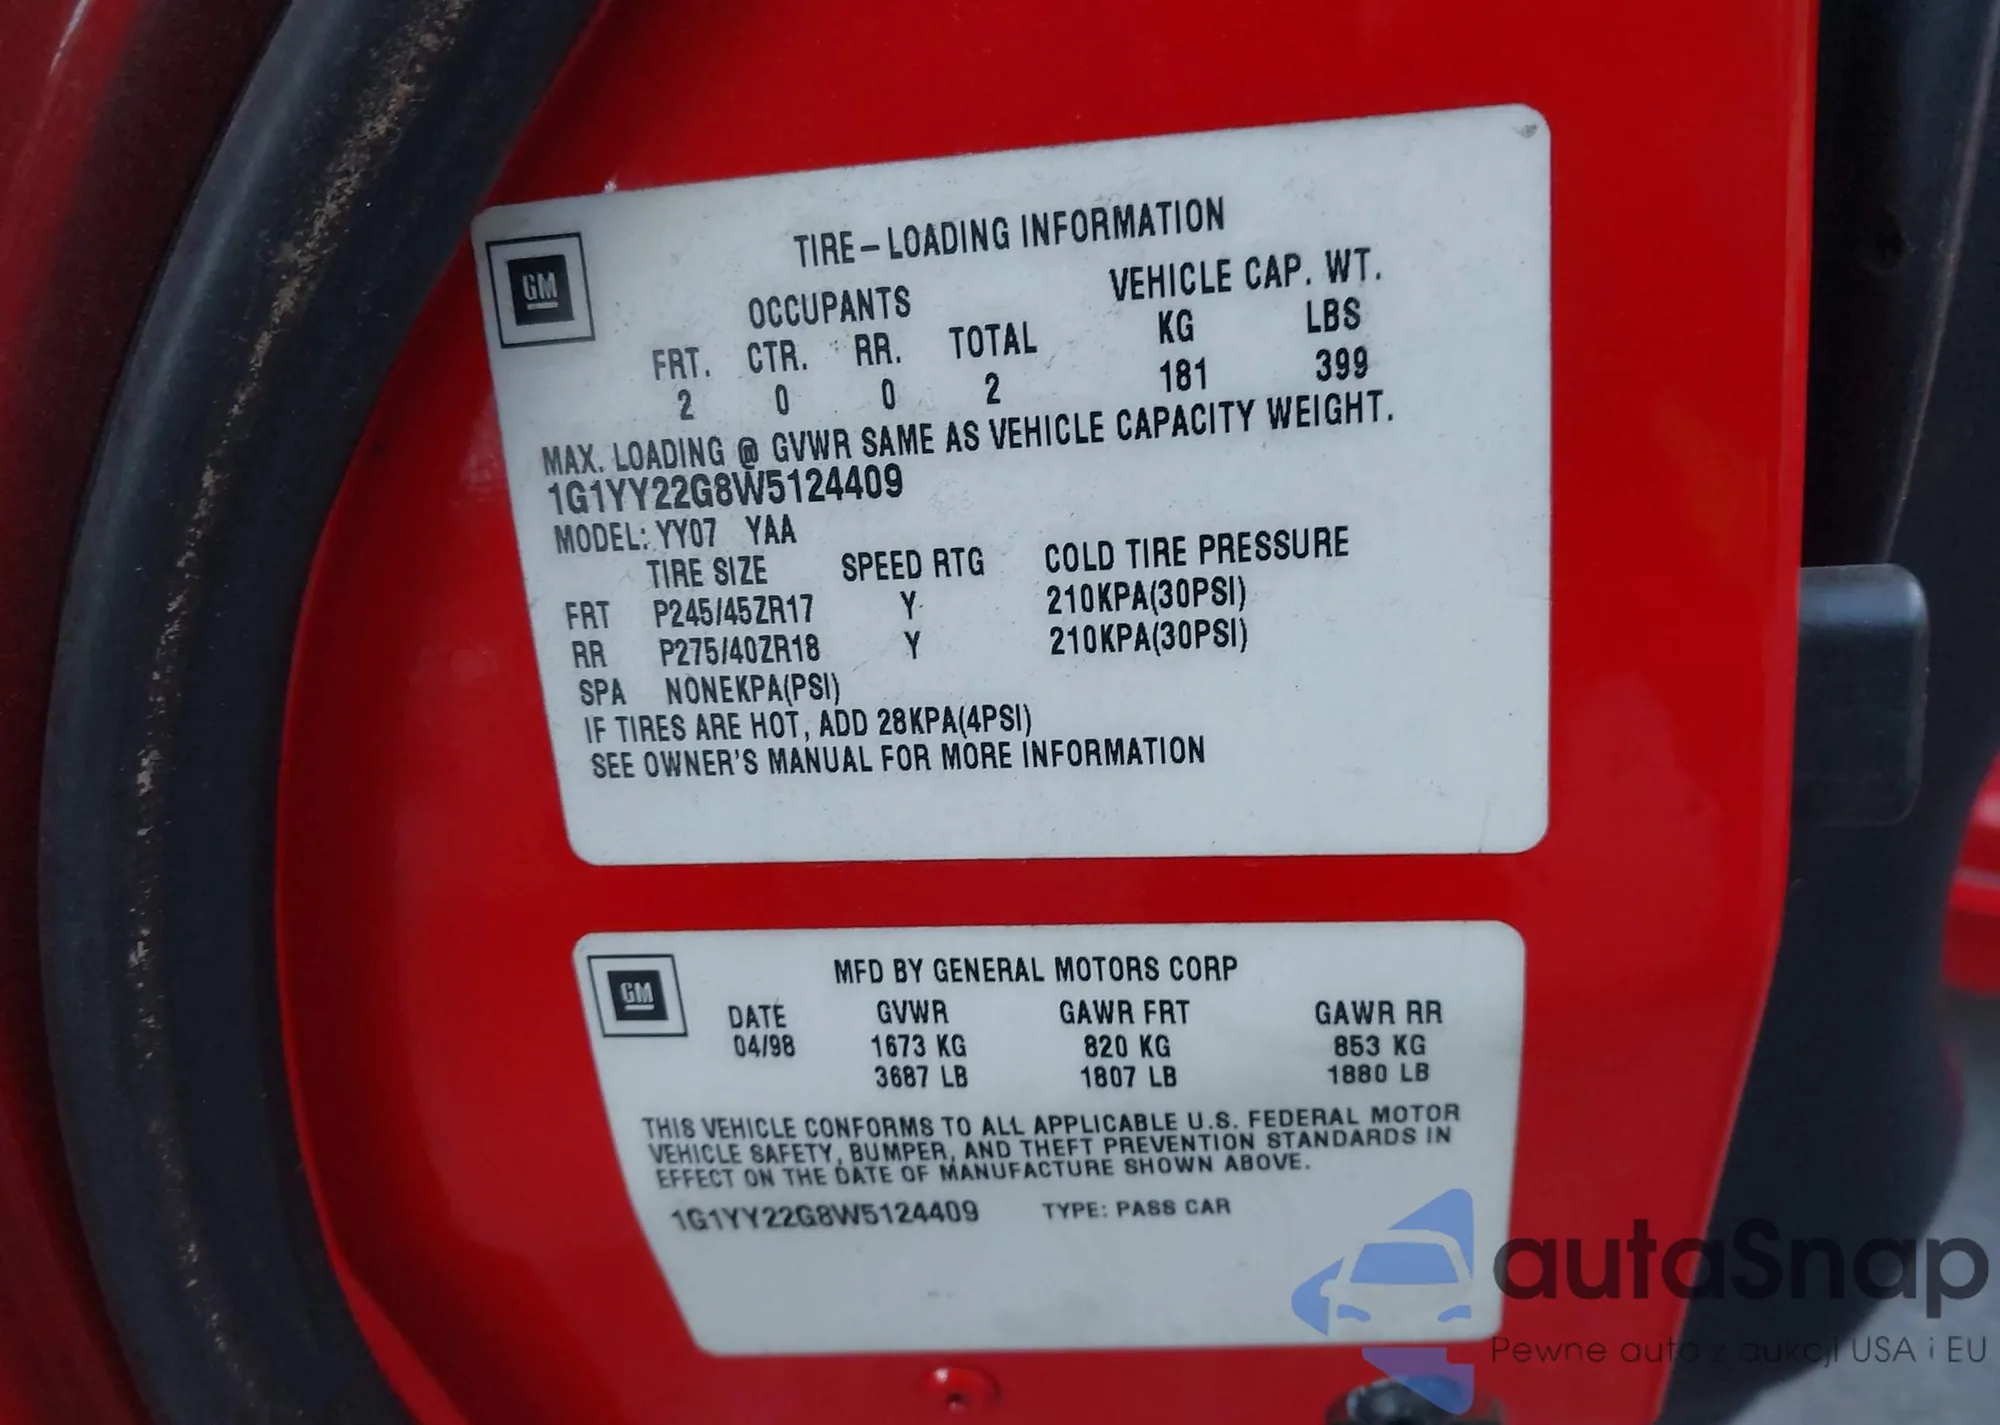 GM
TIRE-LOADING INFORMATION
OCCUPANTS VEHICLE CAP. WT.
FRT. CTR. RR. TOTAL KG LBS
2 0 0 2 181 399
MAX. LOADING @ GVWR SAME AS VEHICLE CAPACITY WEIGHT.
1G1YY22G8W5124409
MODEL: YY07 YAA
TIRE SIZE SPEED RTG COLD TIRE PRESSURE
FRT P245/45ZR17 Y 210KPA(30PSI)
RR P275/40ZR18 Y 210KPA(30PSI)
SPA NONEKPA(PSI)
IF TIRES ARE HOT, ADD 28KPA(4PSI)
SEE OWNER'S MANUAL FOR MORE INFORMATION
GM
MFD BY GENERAL MOTORS CORP
DATE GVWR GAWR FRT GAWR RR
04/98 1673 KG 820 KG 853 KG
3687 LB 1807 LB 1880 LB
THIS VEHICLE CONFORMS TO ALL APPLICABLE U.S. FEDERAL MOTOR
VEHICLE SAFETY, BUMPER, AND THEFT PREVENTION STANDARDS IN
EFFECT ON THE DATE OF MANUFACTURE SHOWN ABOVE.
1G1YY22G8W5124409 TYPE: PASS CAR
autaSnap
Pewne auta z aukcji USA i EU